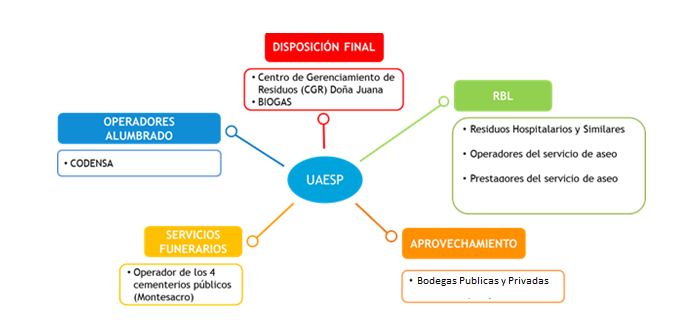 DISPOSICIÓN FINAL
• Centro de Gerenciamiento de
Residuos (CGR) Doña Juana
• BIOGAS
RBL
• Residuos Hospitalarios y Similares
• Operadores del servicio de aseo
• Prestadores del servicio de aseo
OPERADORES
ALUMBRADO
• CODENSA
UAESP
SERVICIOS
FUNERARIOS
• Operador de los 4
cementerios públicos
(Montesacro)
APROVECHAMIENTO
• Bodegas Publicas y Privadas